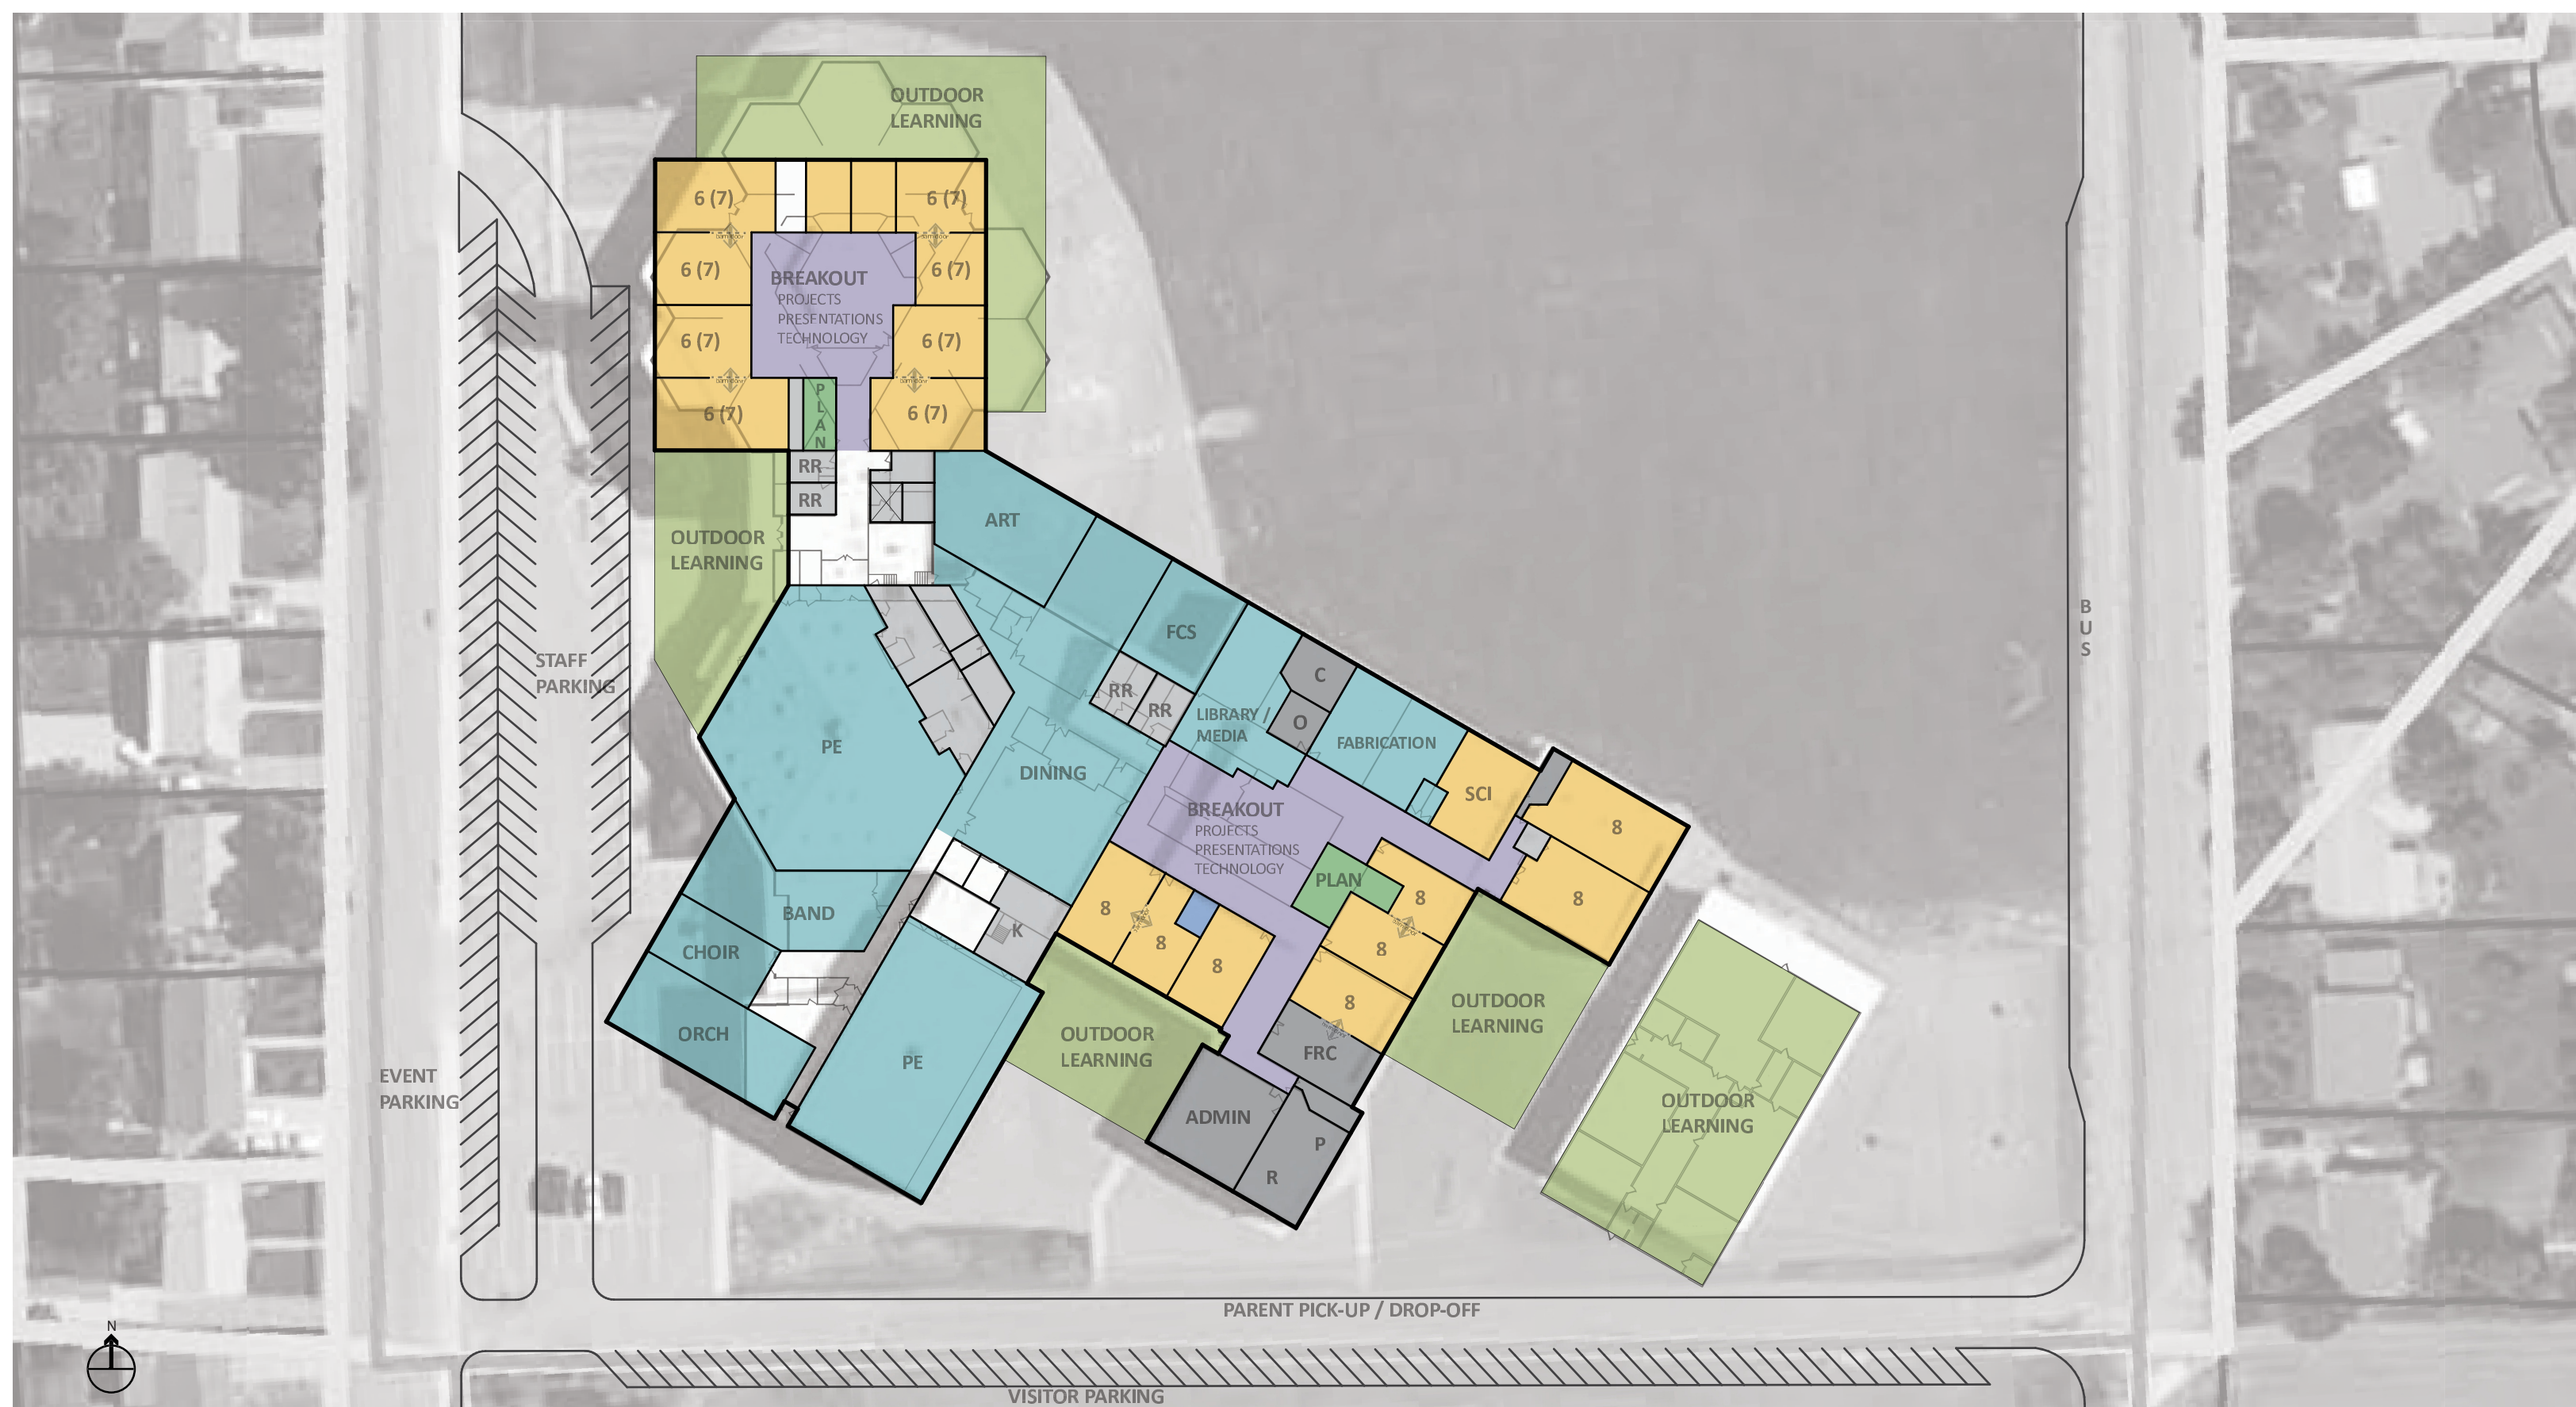 OUTDOOR
LEARNING
6 (7)
6 (7)
6 (7)
6 (7)
BREAKOUT
PROJECTS
PRESENTATIONS
TECHNOLOGY
6 (7)
6 (7)
6 (7)
6 (7)
P
L
A
N
RR
RR
OUTDOOR
LEARNING
ART
FCS
RR
RR
LIBRARY /
MEDIA
C
O
FABRICATION
SCI
8
8
STAFF
PARKING
PE
DINING
BREAKOUT
PROJECTS
PRESENTATIONS
TECHNOLOGY
PLAN
8
8
8
8
8
8
BAND
K
CHOIR
ORCH
PE
OUTDOOR
LEARNING
FRC
OUTDOOR
LEARNING
ADMIN
P
R
OUTDOOR
LEARNING
EVENT
PARKING
B
U
S
PARENT PICK-UP / DROP-OFF
VISITOR PARKING
N